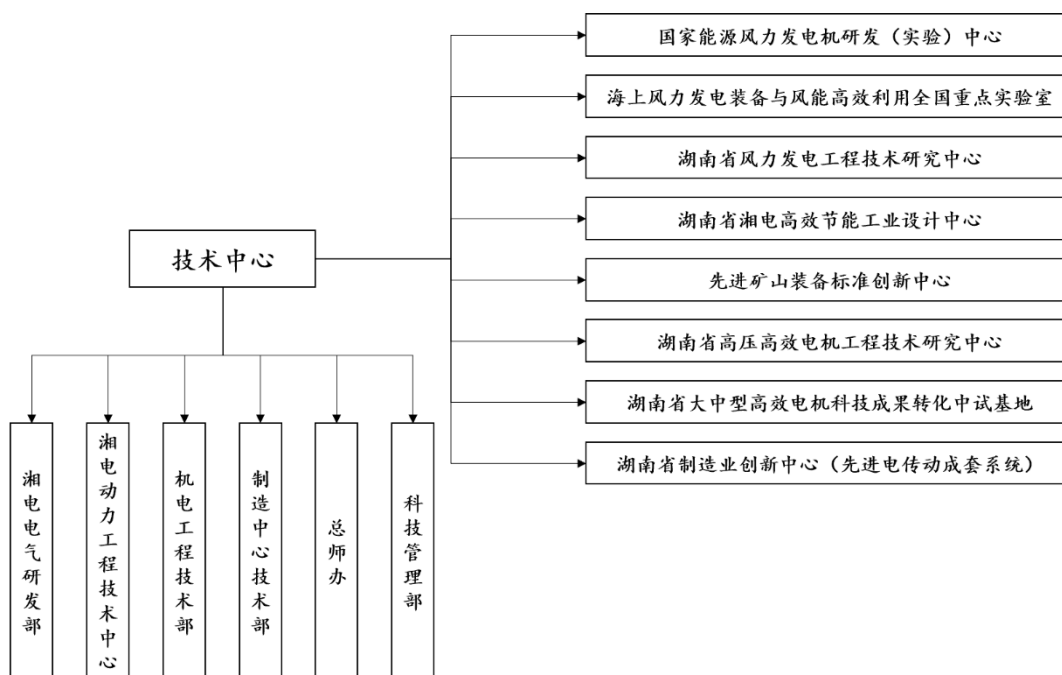 国家能源风力发电机研发（实验）中心
海上风力发电装备与风能高效利用全国重点实验室
湖南省风力发电工程技术研究中心
湖南省湘电高效节能工业设计中心
技术中心
先进矿山装备标准创新中心
湖南省高压高效电机工程技术研究中心
湖南省大中型高效电机科技成果转化中试基地
湖南省制造业创新中心（先进电传动成套系统）
湘电电气研发部
湘电动力工程技术中心
机电工程技术部
制造中心技术部
总师办
科技管理部